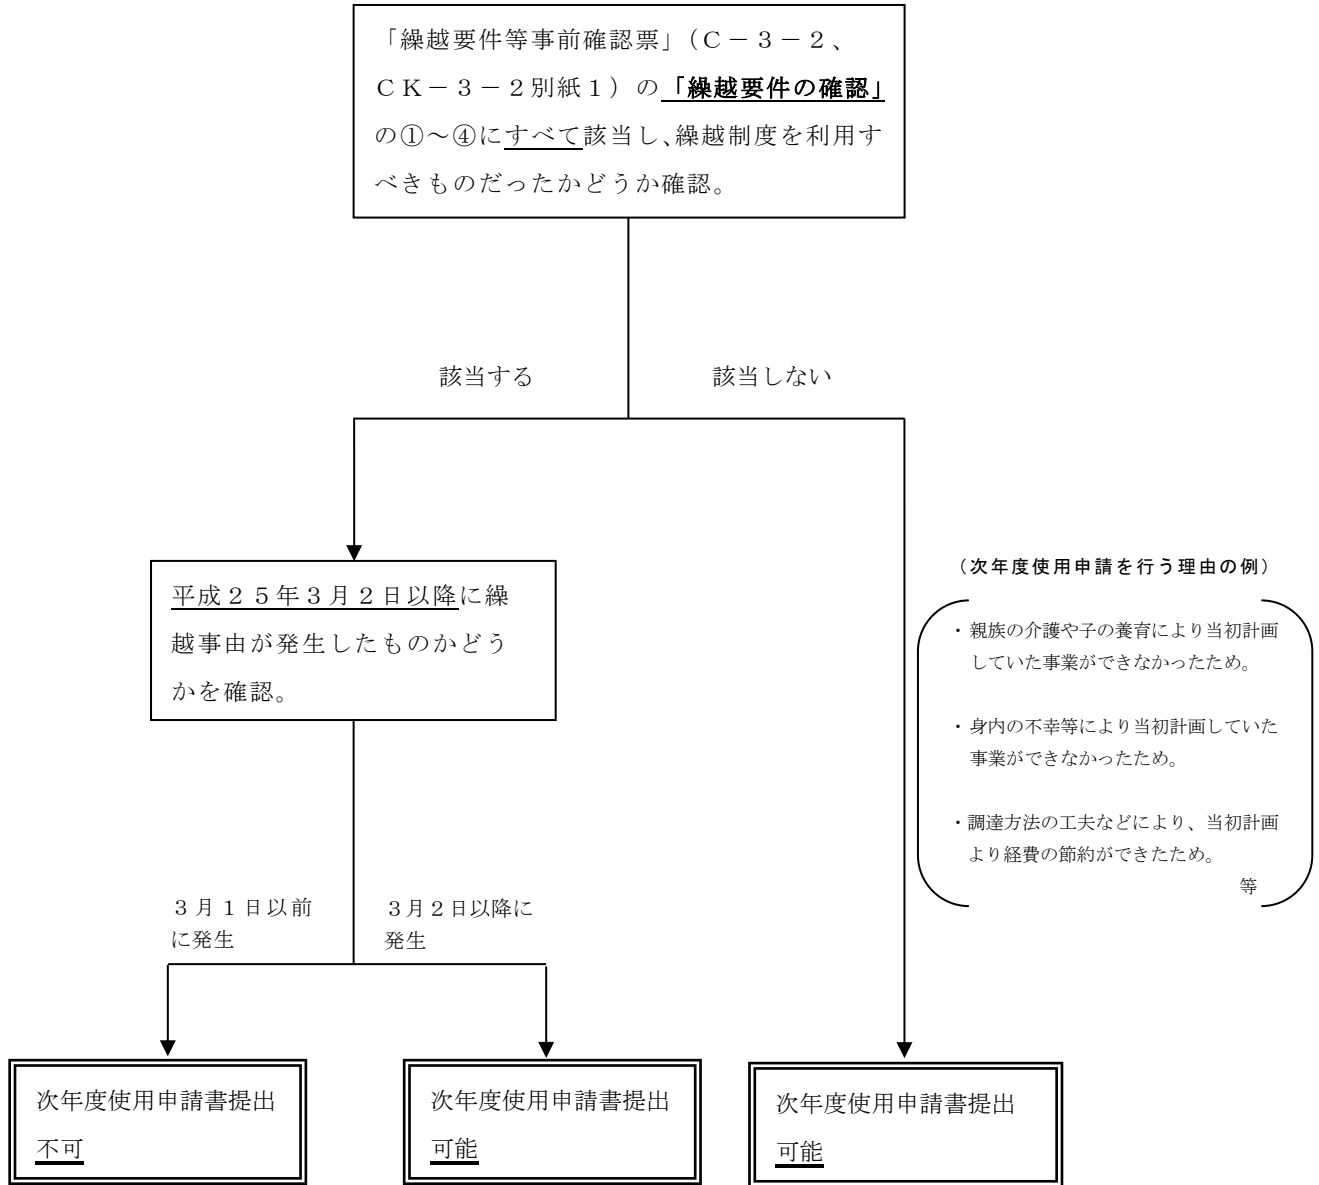 「繰越要件等事前確認票」（Ｃ－３－２、
ＣＫ－３－２別紙１）の「繰越要件の確認」
の①～④にすべて該当し、繰越制度を利用す
べきものだったかどうか確認。
該当する
該当しない
平成２５年３月２日以降に繰
越事由が発生したものかどう
かを確認。
（次年度使用申請を行う理由の例）
・親族の介護や子の養育により当初計画
していた事業ができなかったため。
・身内の不幸等により当初計画していた
事業ができなかったため。
・調達方法の工夫などにより、当初計画
より経費の節約ができたため。
等
３月１日以前
に発生
３月２日以降に
発生
次年度使用申請書提出
不可
次年度使用申請書提出
可能
次年度使用申請書提出
可能